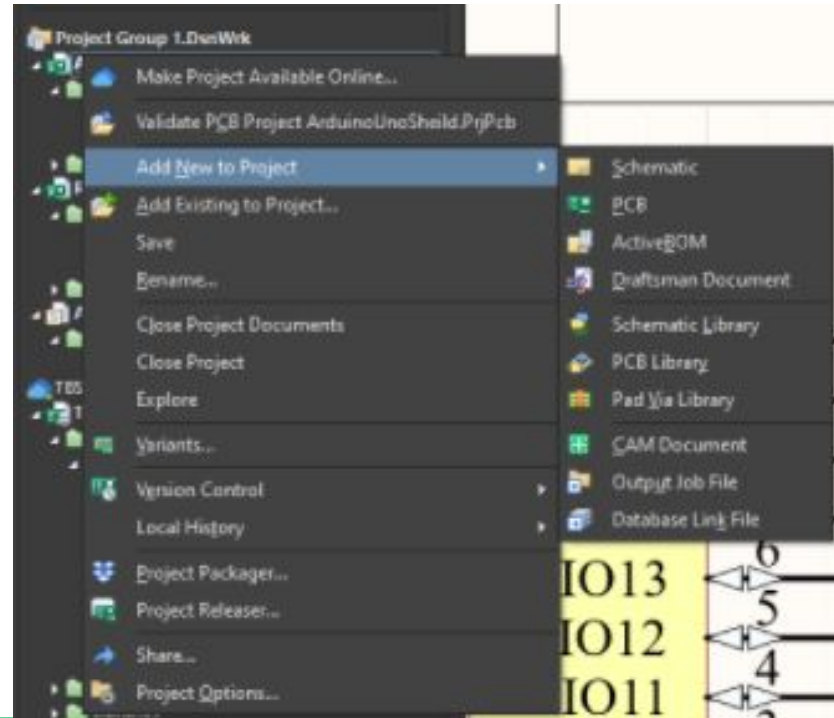 Project Group 1.DsnWrk
Make Project Available Online...
Validate PCB Project ArduinoUnoSheild.PrjPcb
Add New to Project
Add Existing to Project...
Save
Rename...
Close Project Documents
Close Project
Explore
Variants...
Version Control
Local History
Project Packager...
Project Releaser...
Share...
Project Options...
Schematic
PCB
ActiveBOM
Draftsman Document
Schematic Library
PCB Library
Pad Via Library
CAM Document
Output Job File
Database Link File
TBS
IO13 6
IO12 5
IO11 4